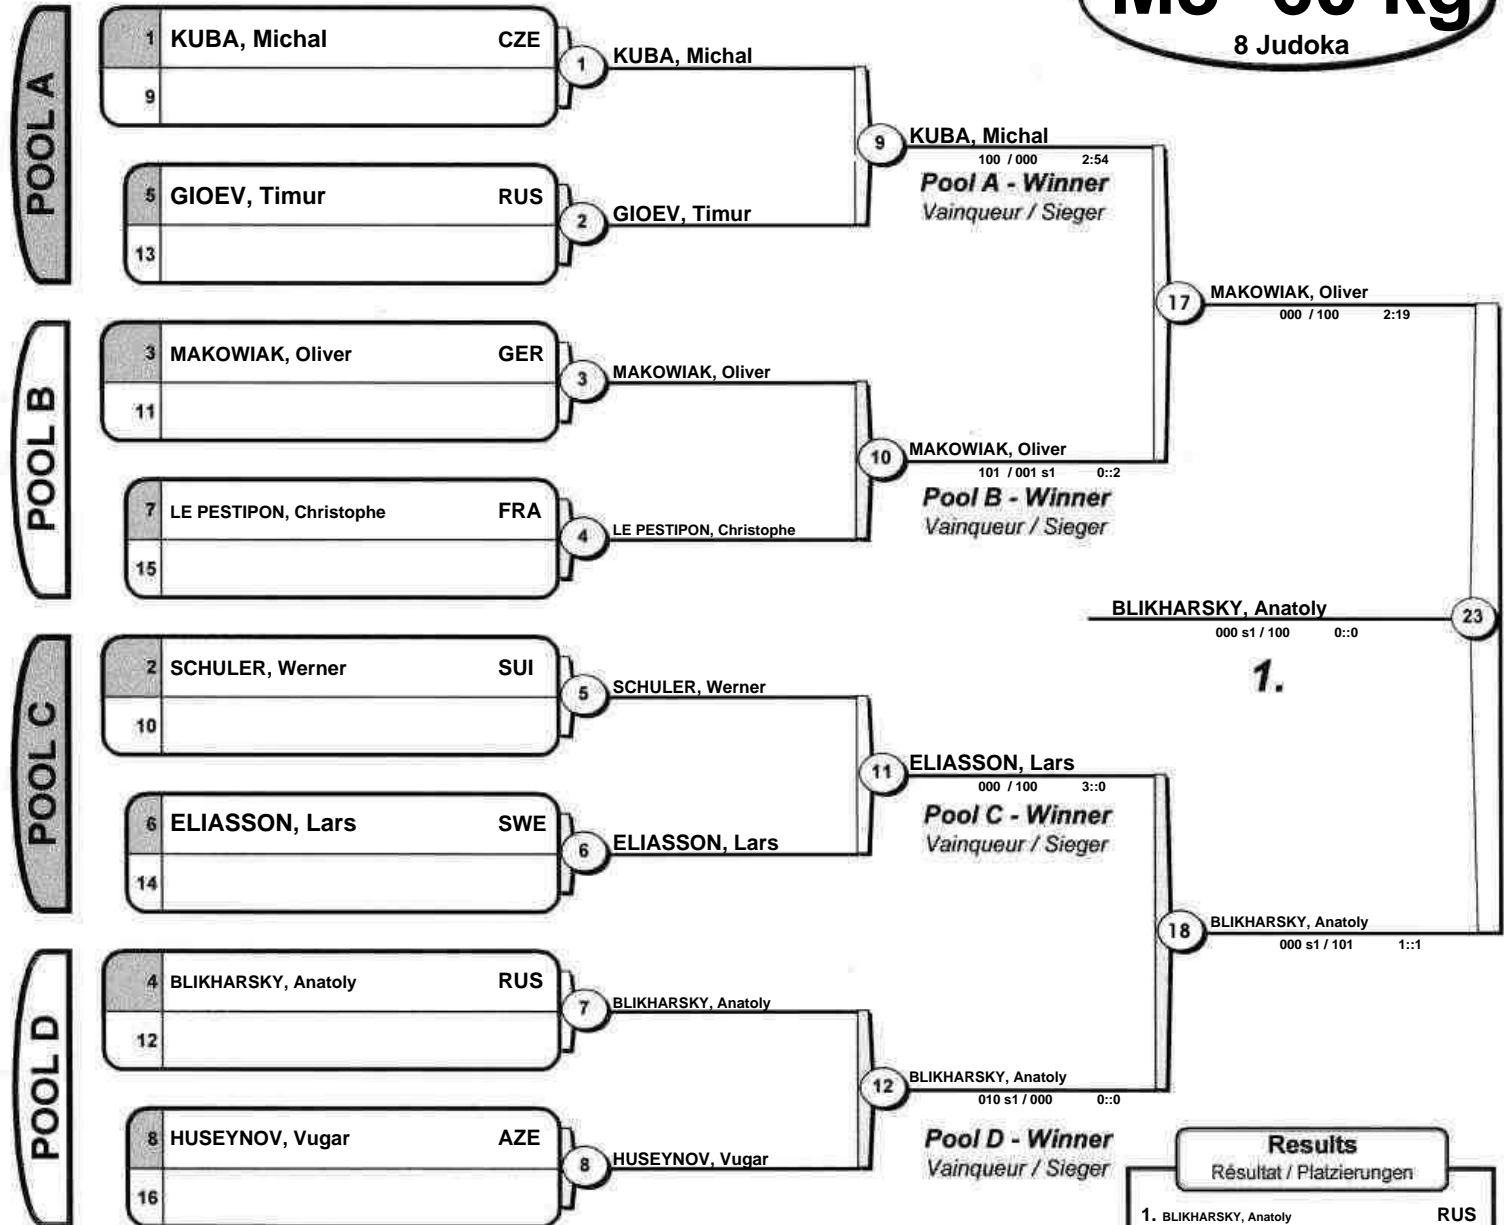 8 Judoka
POOL A
1 KUBA, Michal CZE
9
1 KUBA, Michal
5 GIOEV, Timur RUS
13
2 GIOEV, Timur
9 KUBA, Michal
100 / 000 2:54
Pool A - Winner
Vainqueur / Sieger
POOL B
3 MAKOWIAK, Oliver GER
11
3 MAKOWIAK, Oliver
7 LE PESTIPON, Christophe FRA
15
4 LE PESTIPON, Christophe
10 MAKOWIAK, Oliver
101 / 001 s1 0::2
Pool B - Winner
Vainqueur / Sieger
17 MAKOWIAK, Oliver
000 / 100 2:19
BLIKHARSKY, Anatoly 23
000 s1 / 100 0::0
1.
POOL C
2 SCHULER, Werner SUI
10
5 SCHULER, Werner
6 ELIASSON, Lars SWE
14
6 ELIASSON, Lars
11 ELIASSON, Lars
000 / 100 3::0
Pool C - Winner
Vainqueur / Sieger
18 BLIKHARSKY, Anatoly
000 s1 / 101 1::1
POOL D
4 BLIKHARSKY, Anatoly RUS
12
7 BLIKHARSKY, Anatoly
8 HUSEYNOV, Vugar AZE
16
8 HUSEYNOV, Vugar
12 BLIKHARSKY, Anatoly
010 s1 / 000 0::0
Pool D - Winner
Vainqueur / Sieger
Results
Résultat / Platzierungen
1. BLIKHARSKY, Anatoly RUS